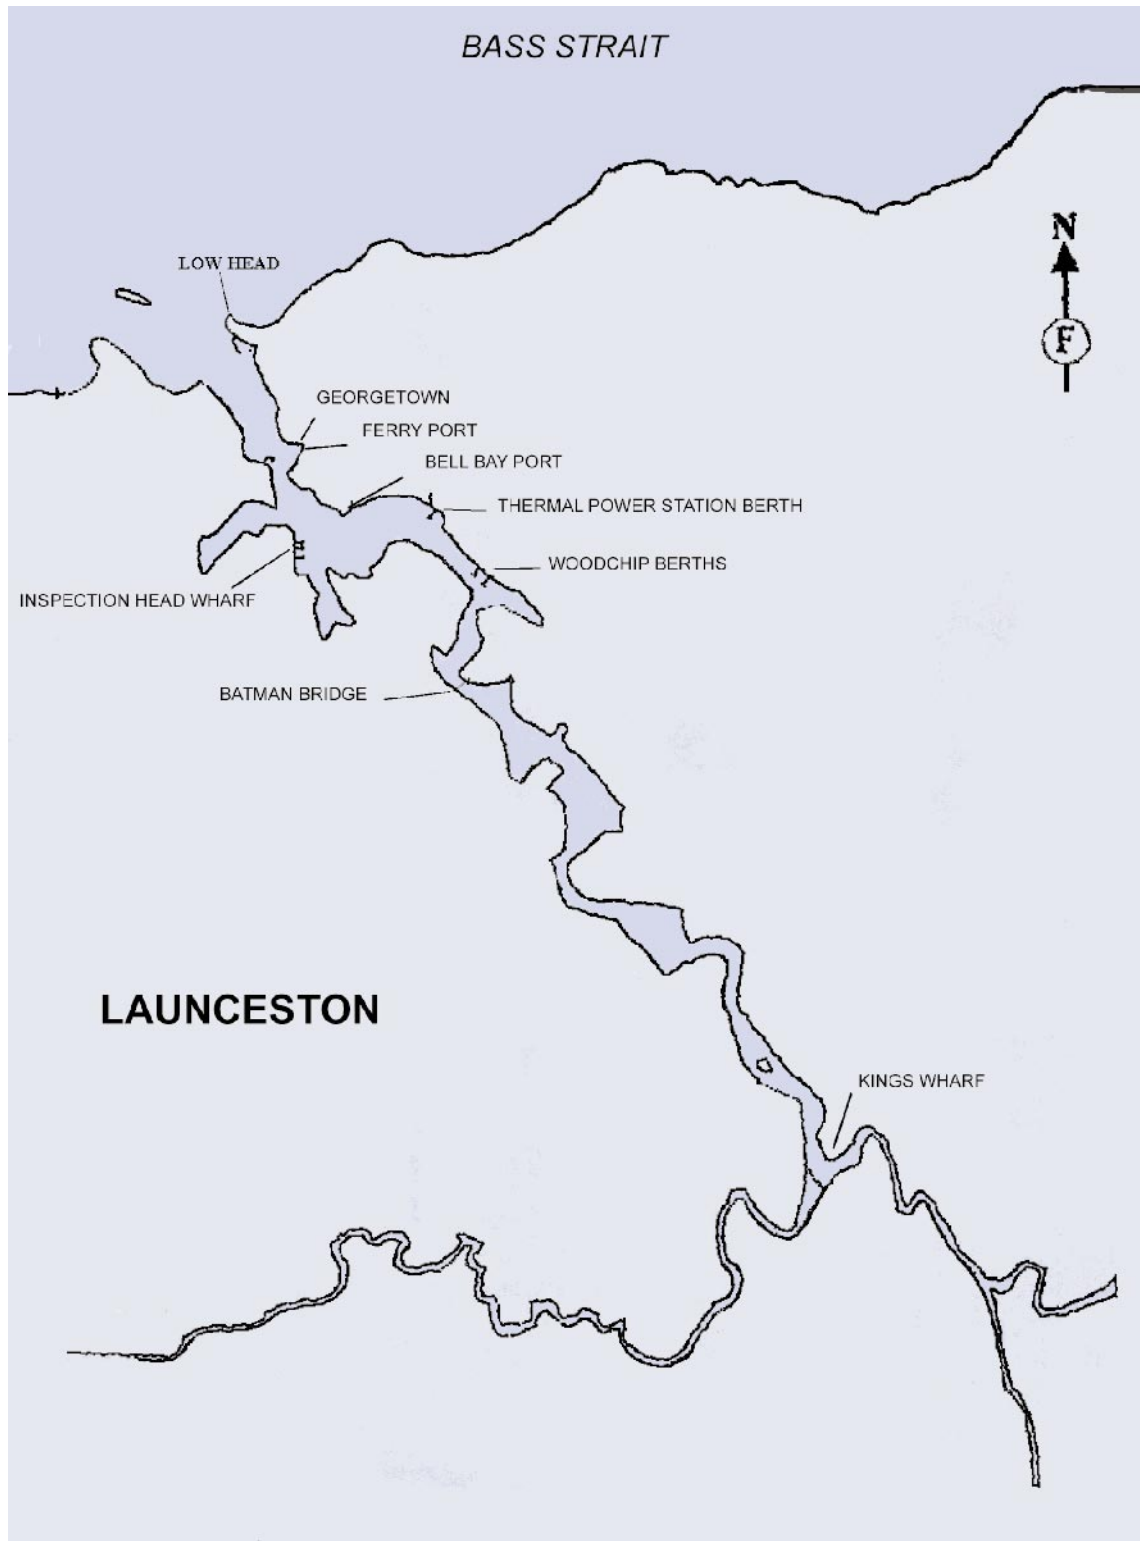 BASS STRAIT
N
LOW HEAD
F
GEORGETOWN
FERRY PORT
BELL BAY PORT
THERMAL POWER STATION BERTH
WOODCHIP BERTHS
INSPECTION HEAD WHARF
BATMAN BRIDGE
LAUNCESTON
KINGS WHARF